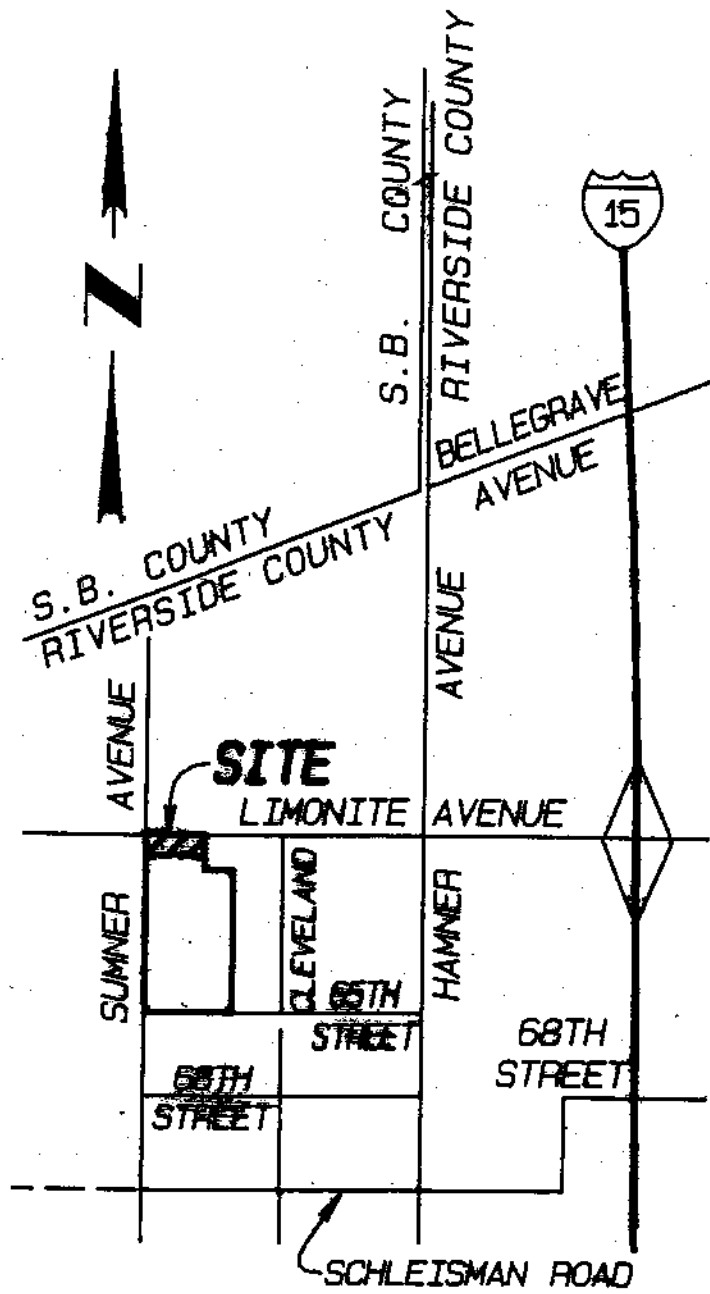 S.B. COUNTY
RIVERSIDE COUNTY
15
N
BELLEGRAVE
AVENUE
S.B. COUNTY
RIVERSIDE COUNTY
AVENUE
AVENUE
SITE
LIMONITE AVENUE
SUMNER
CLEVELAND
HAMNER
65TH
STREET
68TH
STREET
68TH
STREET
SCHLEISMAN ROAD